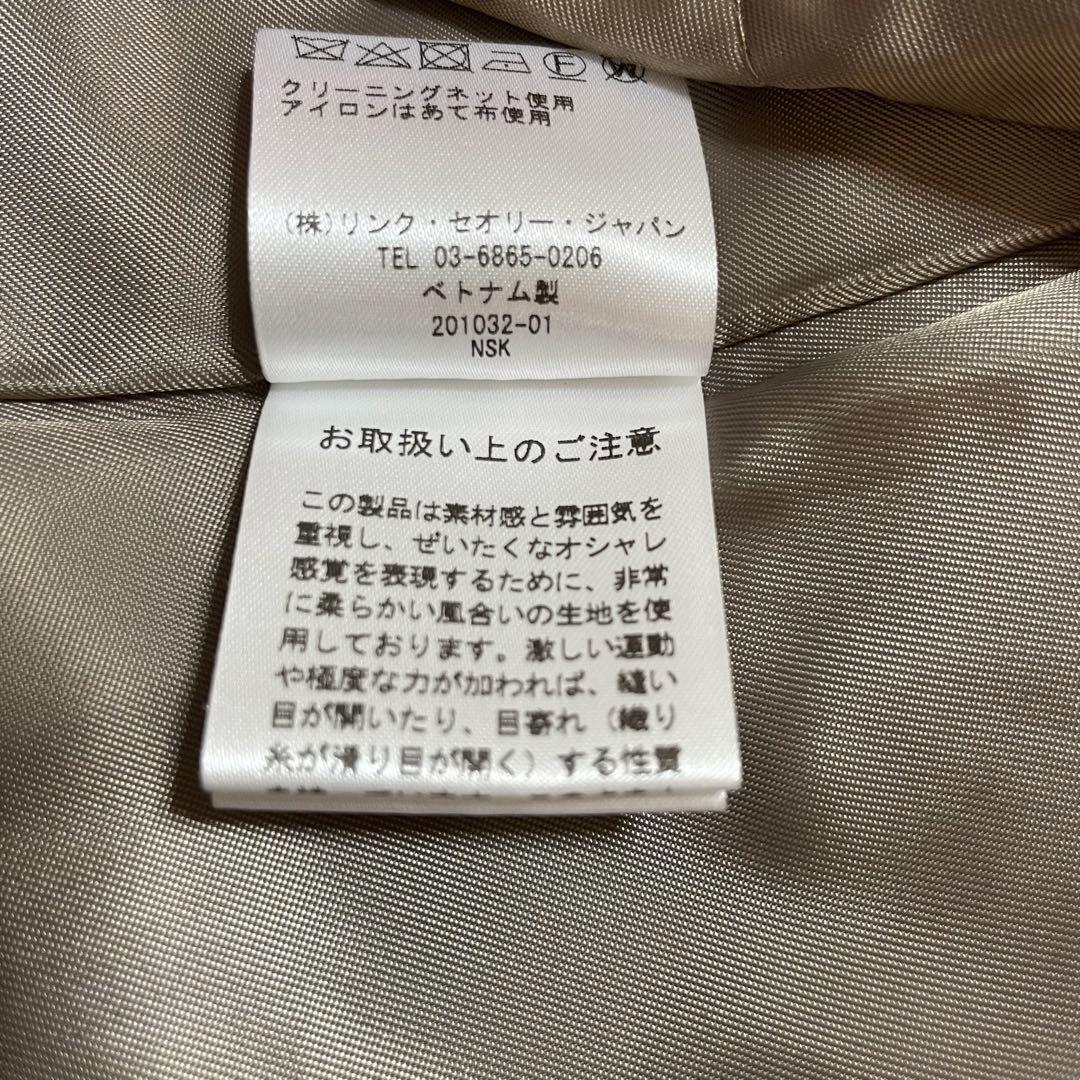 クリーニングネット使用
アイロンはあて布使用
(株)リンク・セオリー・ジャパン
TEL 03-6865-0206
ベトナム製
201032-01
NSK
お取扱い上のご注意
この製品は素材感と雰囲気を
重視し、ぜいたくなオシャレ
感覚を表現するために、非常
に柔らかい風合いの生地を使
用しております。激しい運動
や極度な力が加われば、縫い
目が開いたり、目寄れ(織り
糸が滑り目が開く)する性質